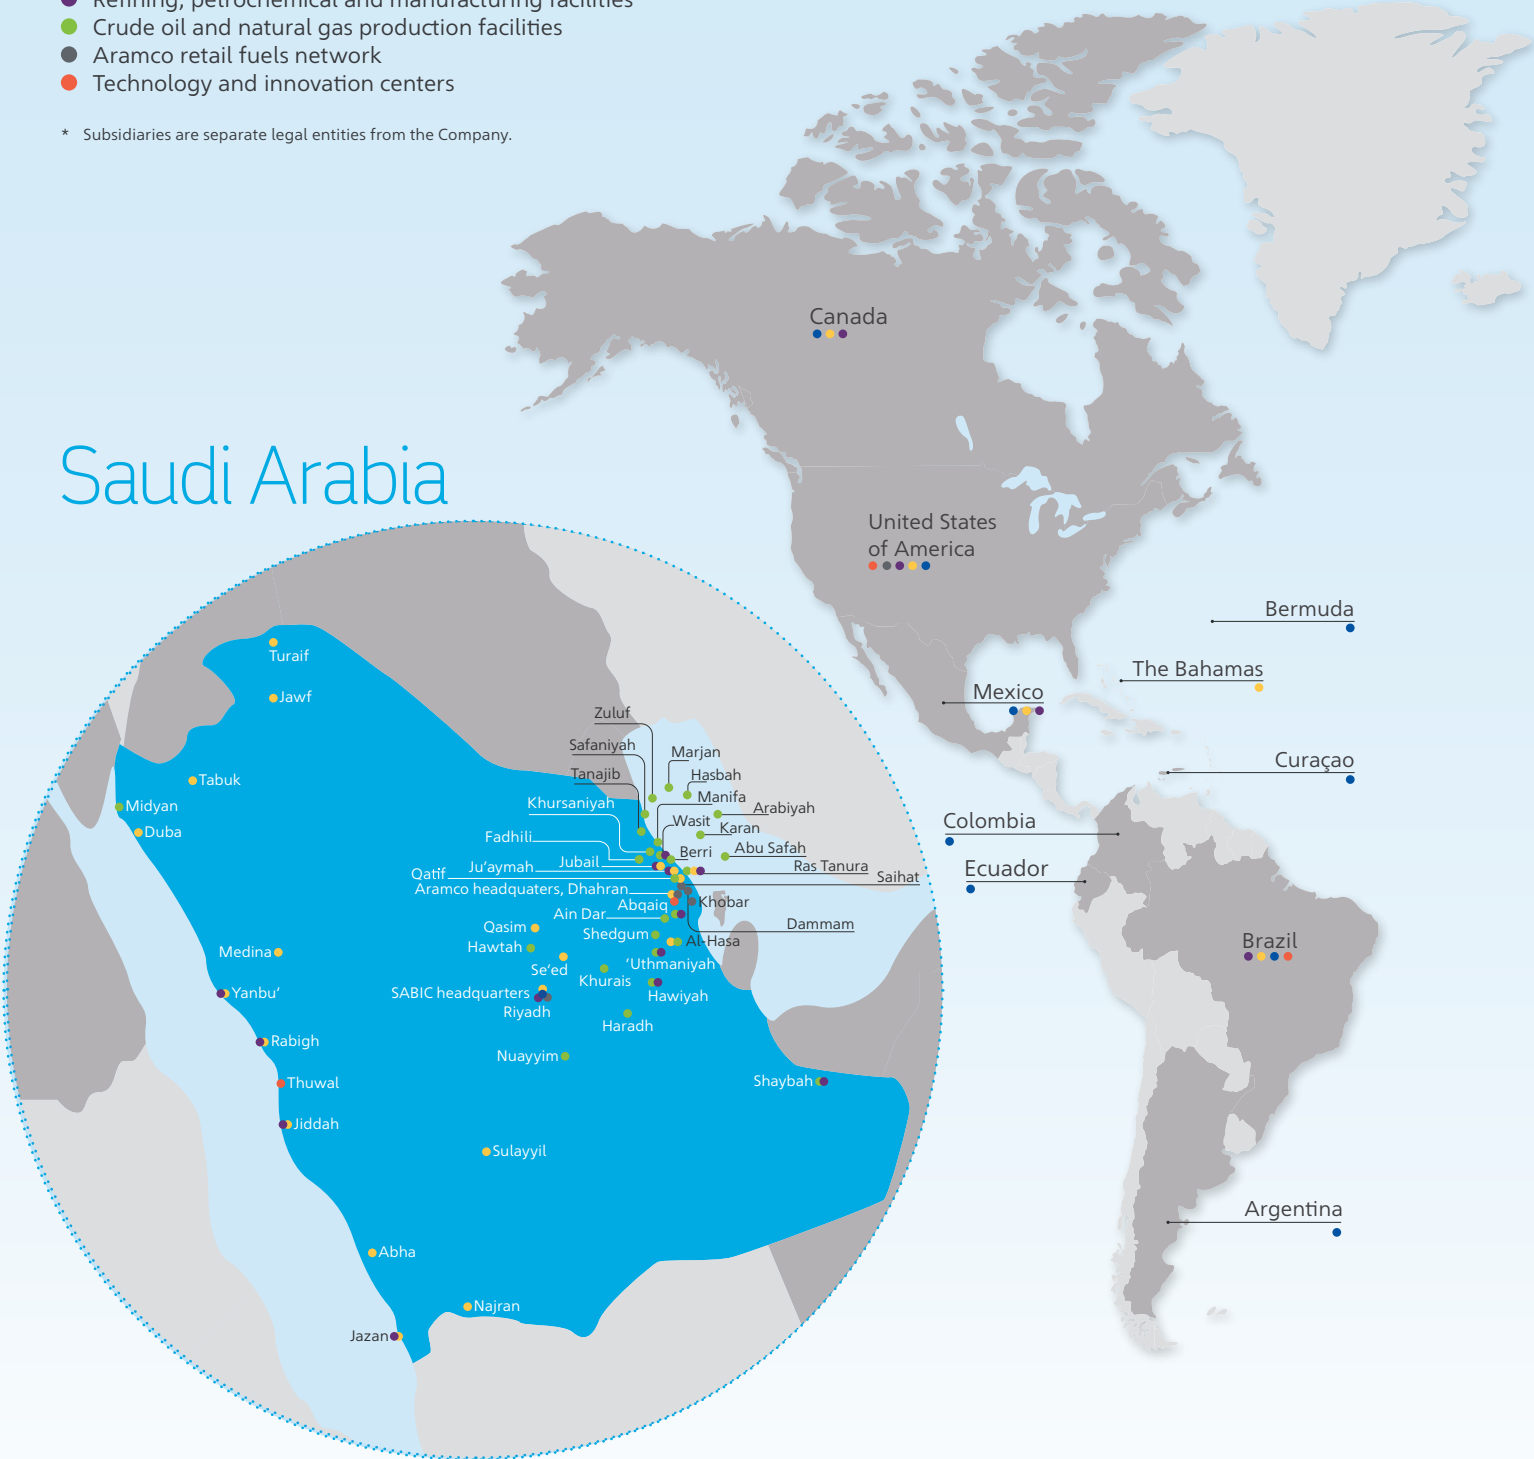 Refining, petrochemical and manufacturing facilities
Crude oil and natural gas production facilities
Aramco retail fuels network
Technology and innovation centers
* Subsidiaries are separate legal entities from the Company.
Canada
Saudi Arabia
United States
of America
Bermuda
The Bahamas
Mexico
Curaçao
Colombia
Ecuador
Brazil
Argentina
Turaif
Jawf
Tabuk
Midyan
Duba
Zuluf
Safaniyah
Tanajib
Marjan
Hasbah
Manifa
Arabiyah
Khursaniyah
Wasit
Karan
Fadhili
Berri
Abu Safah
Jubail
Ju‘aymah
Ras Tanura
Qatif
Saihat
Aramco headquaters, Dhahran
Abqaiq
Khobar
Ain Dar
Dammam
Qasim
Shedgum
Al-Hasa
Hawtah
Medina
Se‘ed
‘Uthmaniyah
Khurais
Yanbu‘
SABIC headquarters
Hawiyah
Riyadh
Haradh
Rabigh
Nuayyim
Thuwal
Shaybah
Jiddah
Sulayyil
Abha
Najran
Jazan